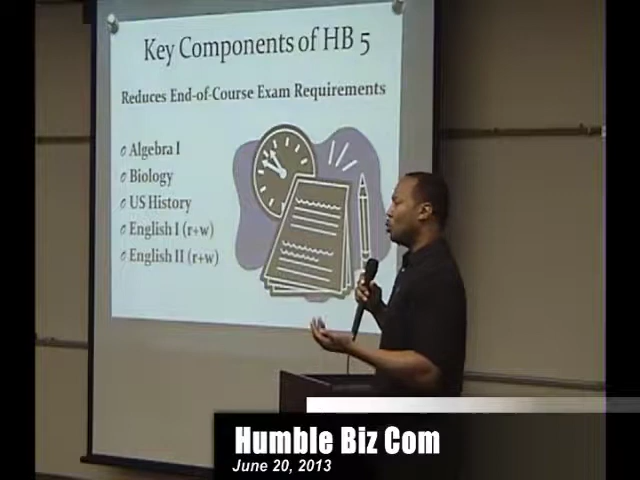 Key Components of HB 5
Reduces End-of-Course Exam Requirements
Algebra I
Biology
US History
English I (r+w)
English II (r+w)
Humble Biz Com
June 20, 2013